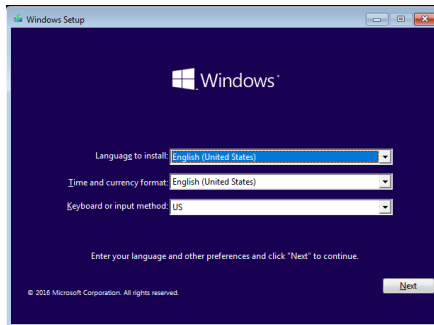 Windows Setup
Windows
Language to install: English (United States)
Time and currency format: English (United States)
Keyboard or input method: US
Enter your language and other preferences and click "Next" to continue.
© 2016 Microsoft Corporation. All rights reserved.
Next